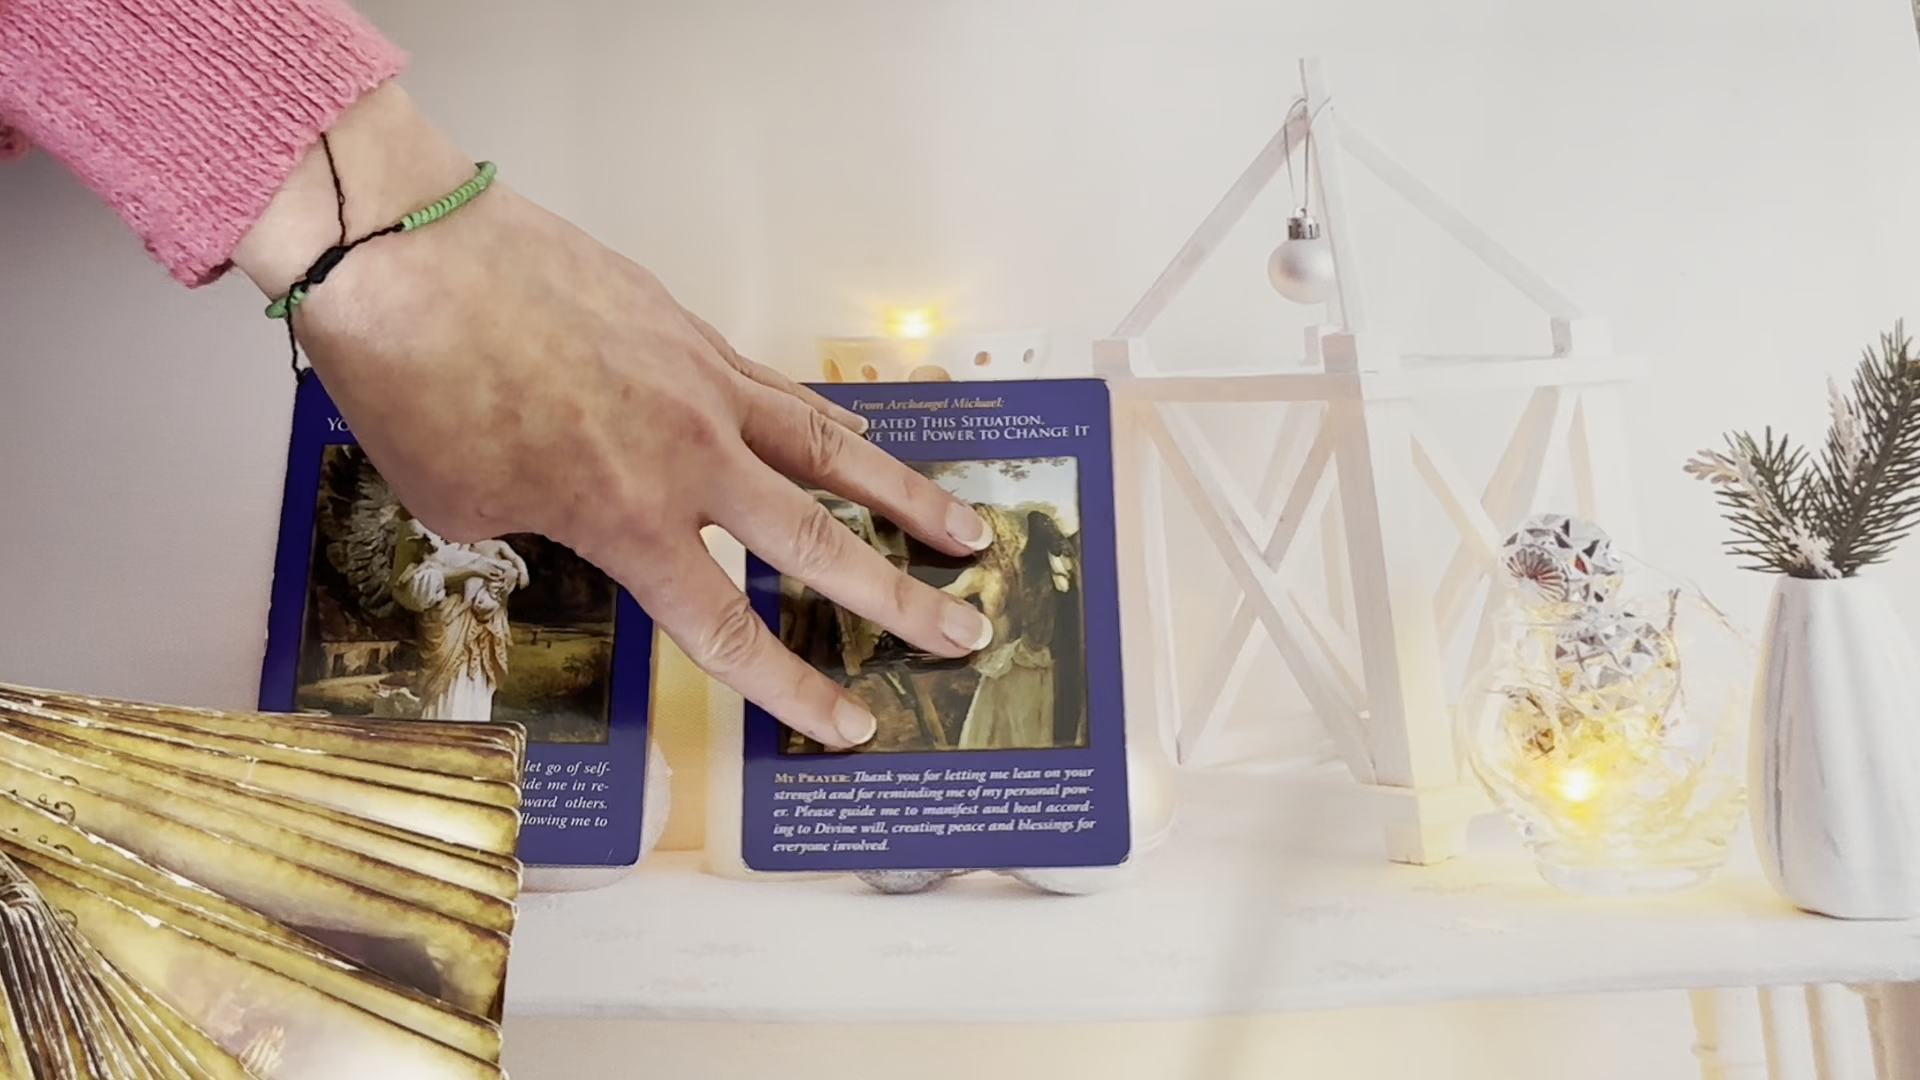 YO
let go of self-
ide me in re-
oward others.
llowing me to
From Archangel Michael:
EATED THIS SITUATION.
VE THE POWER TO CHANGE IT
MY PRAYER: Thank you for letting me lean on your
strength and for reminding me of my personal pow-
er. Please guide me to manifest and heal accord-
ing to Divine will, creating peace and blessings for
everyone involved.